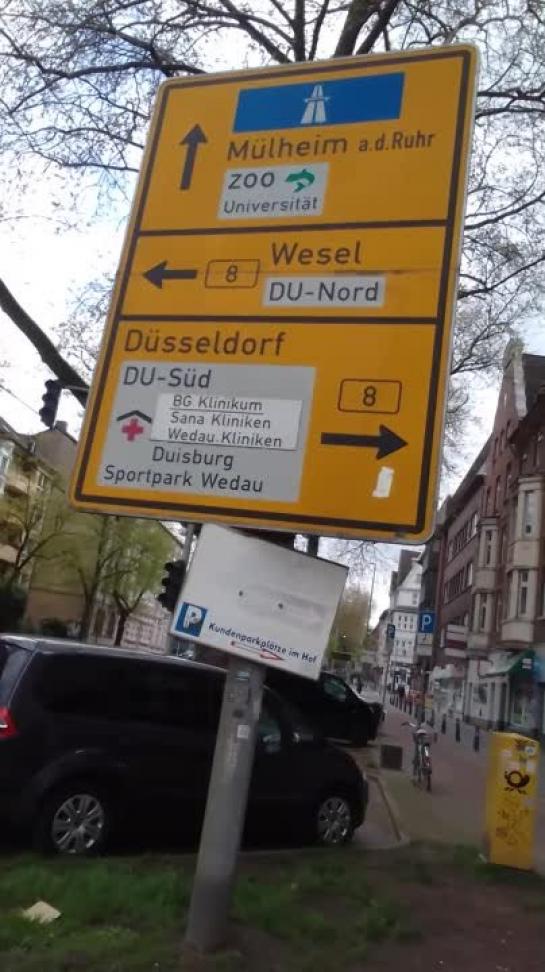 Mülheim a.d.Ruhr
ZOO
Universität
Wesel
8
DU-Nord
Düsseldorf
DU-Süd
8
BG Klinikum
Sana Kliniken
Wedau Kliniken
Duisburg
Sportpark Wedau
P
Kundenparkplätze im Hof
P